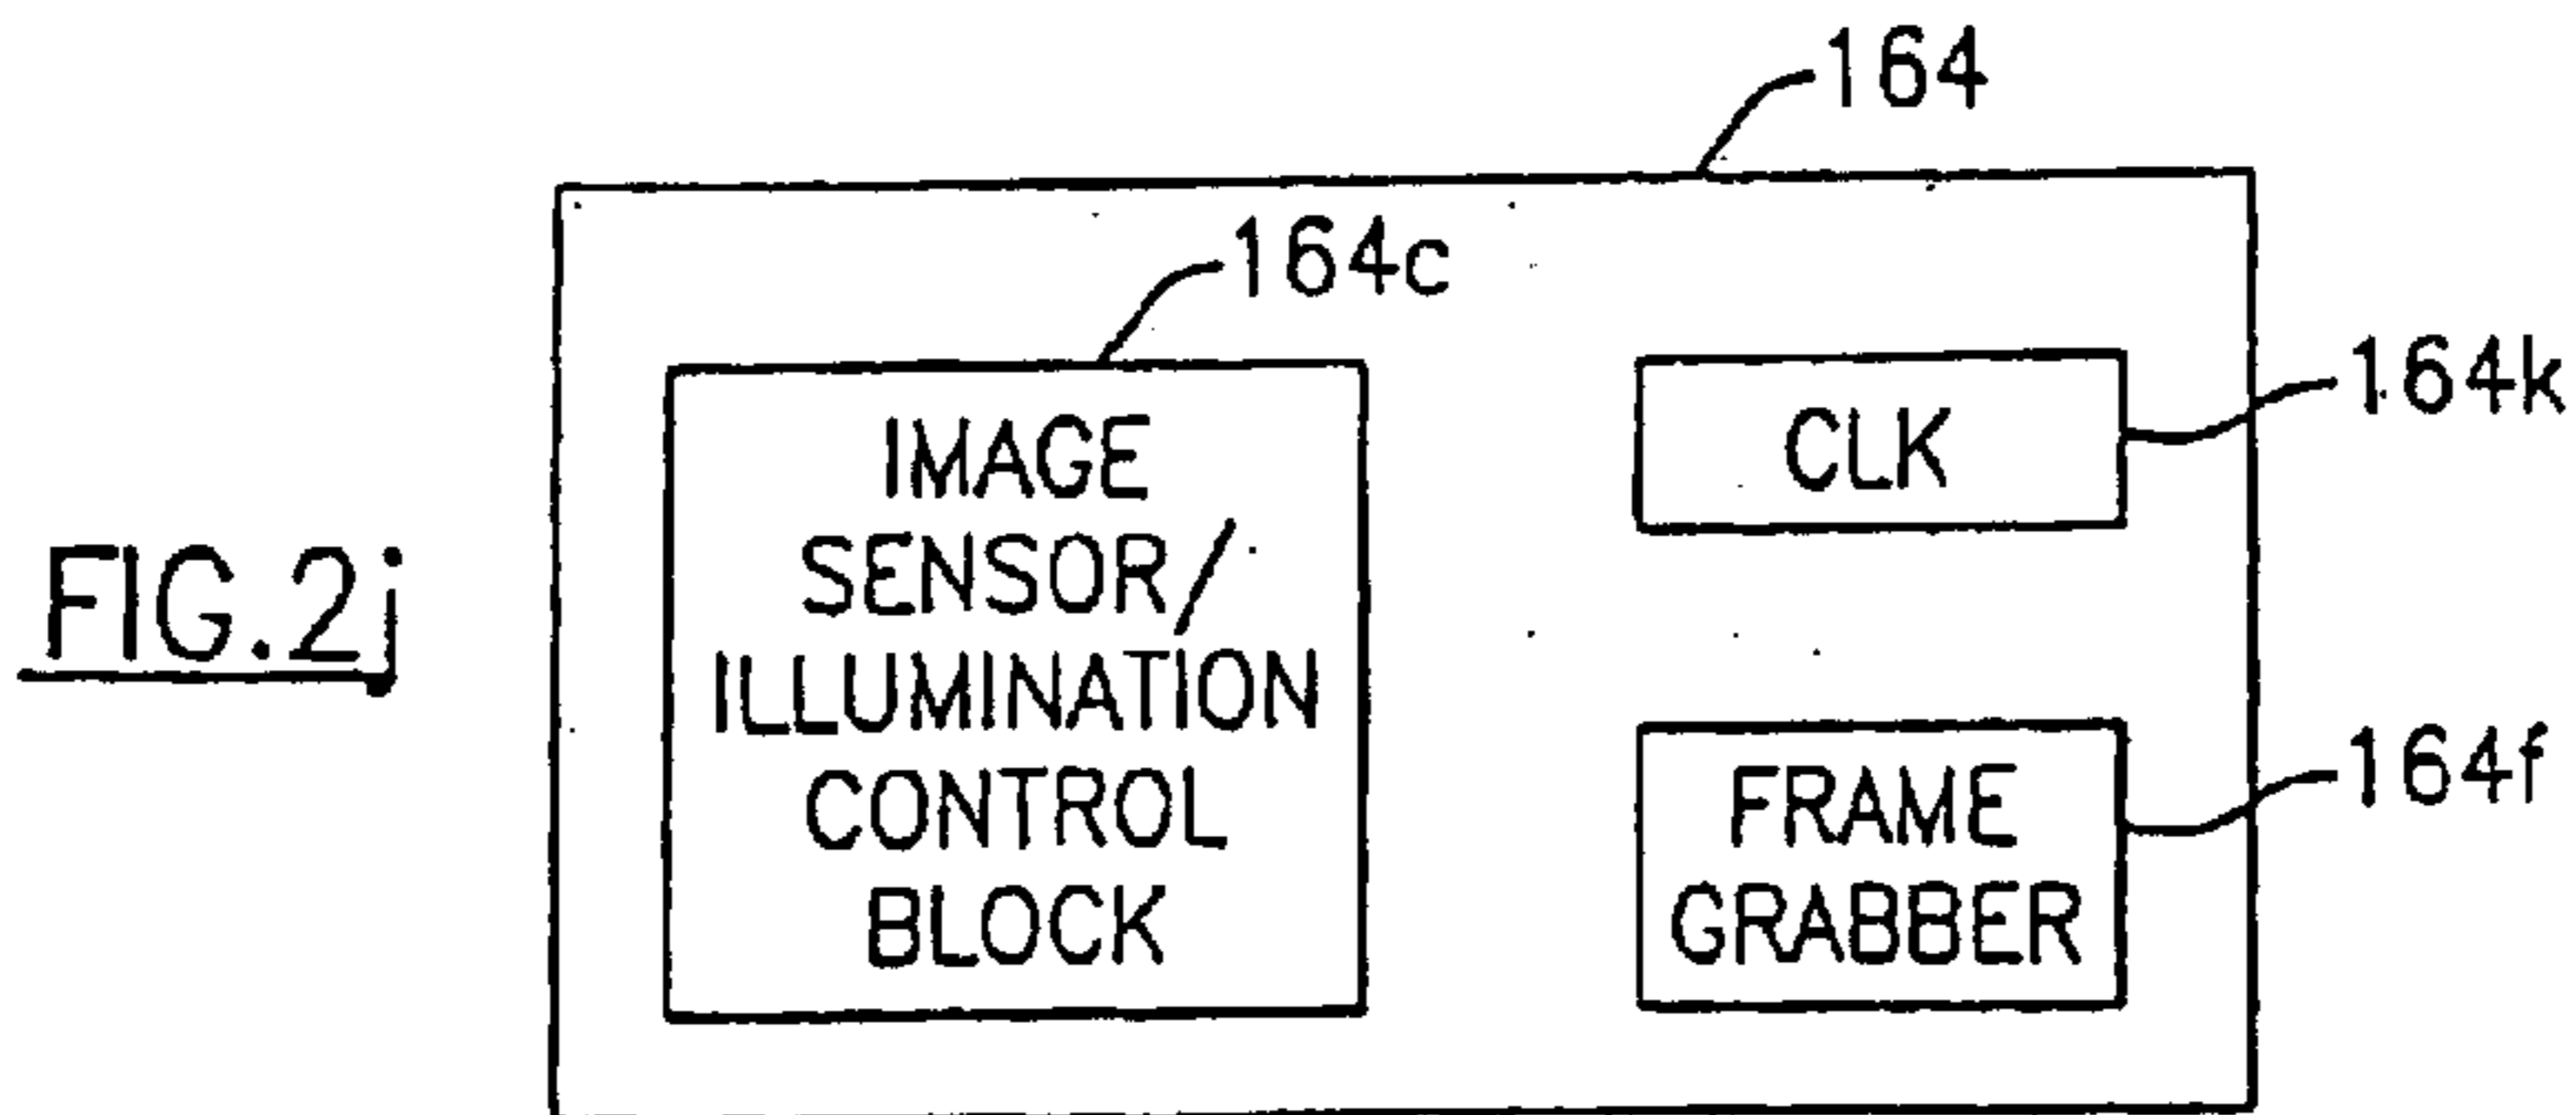 164
164c
IMAGE
SENSOR/
ILLUMINATION
CONTROL
BLOCK
CLK
164k
FRAME
GRABBER
164f
FIG.2j